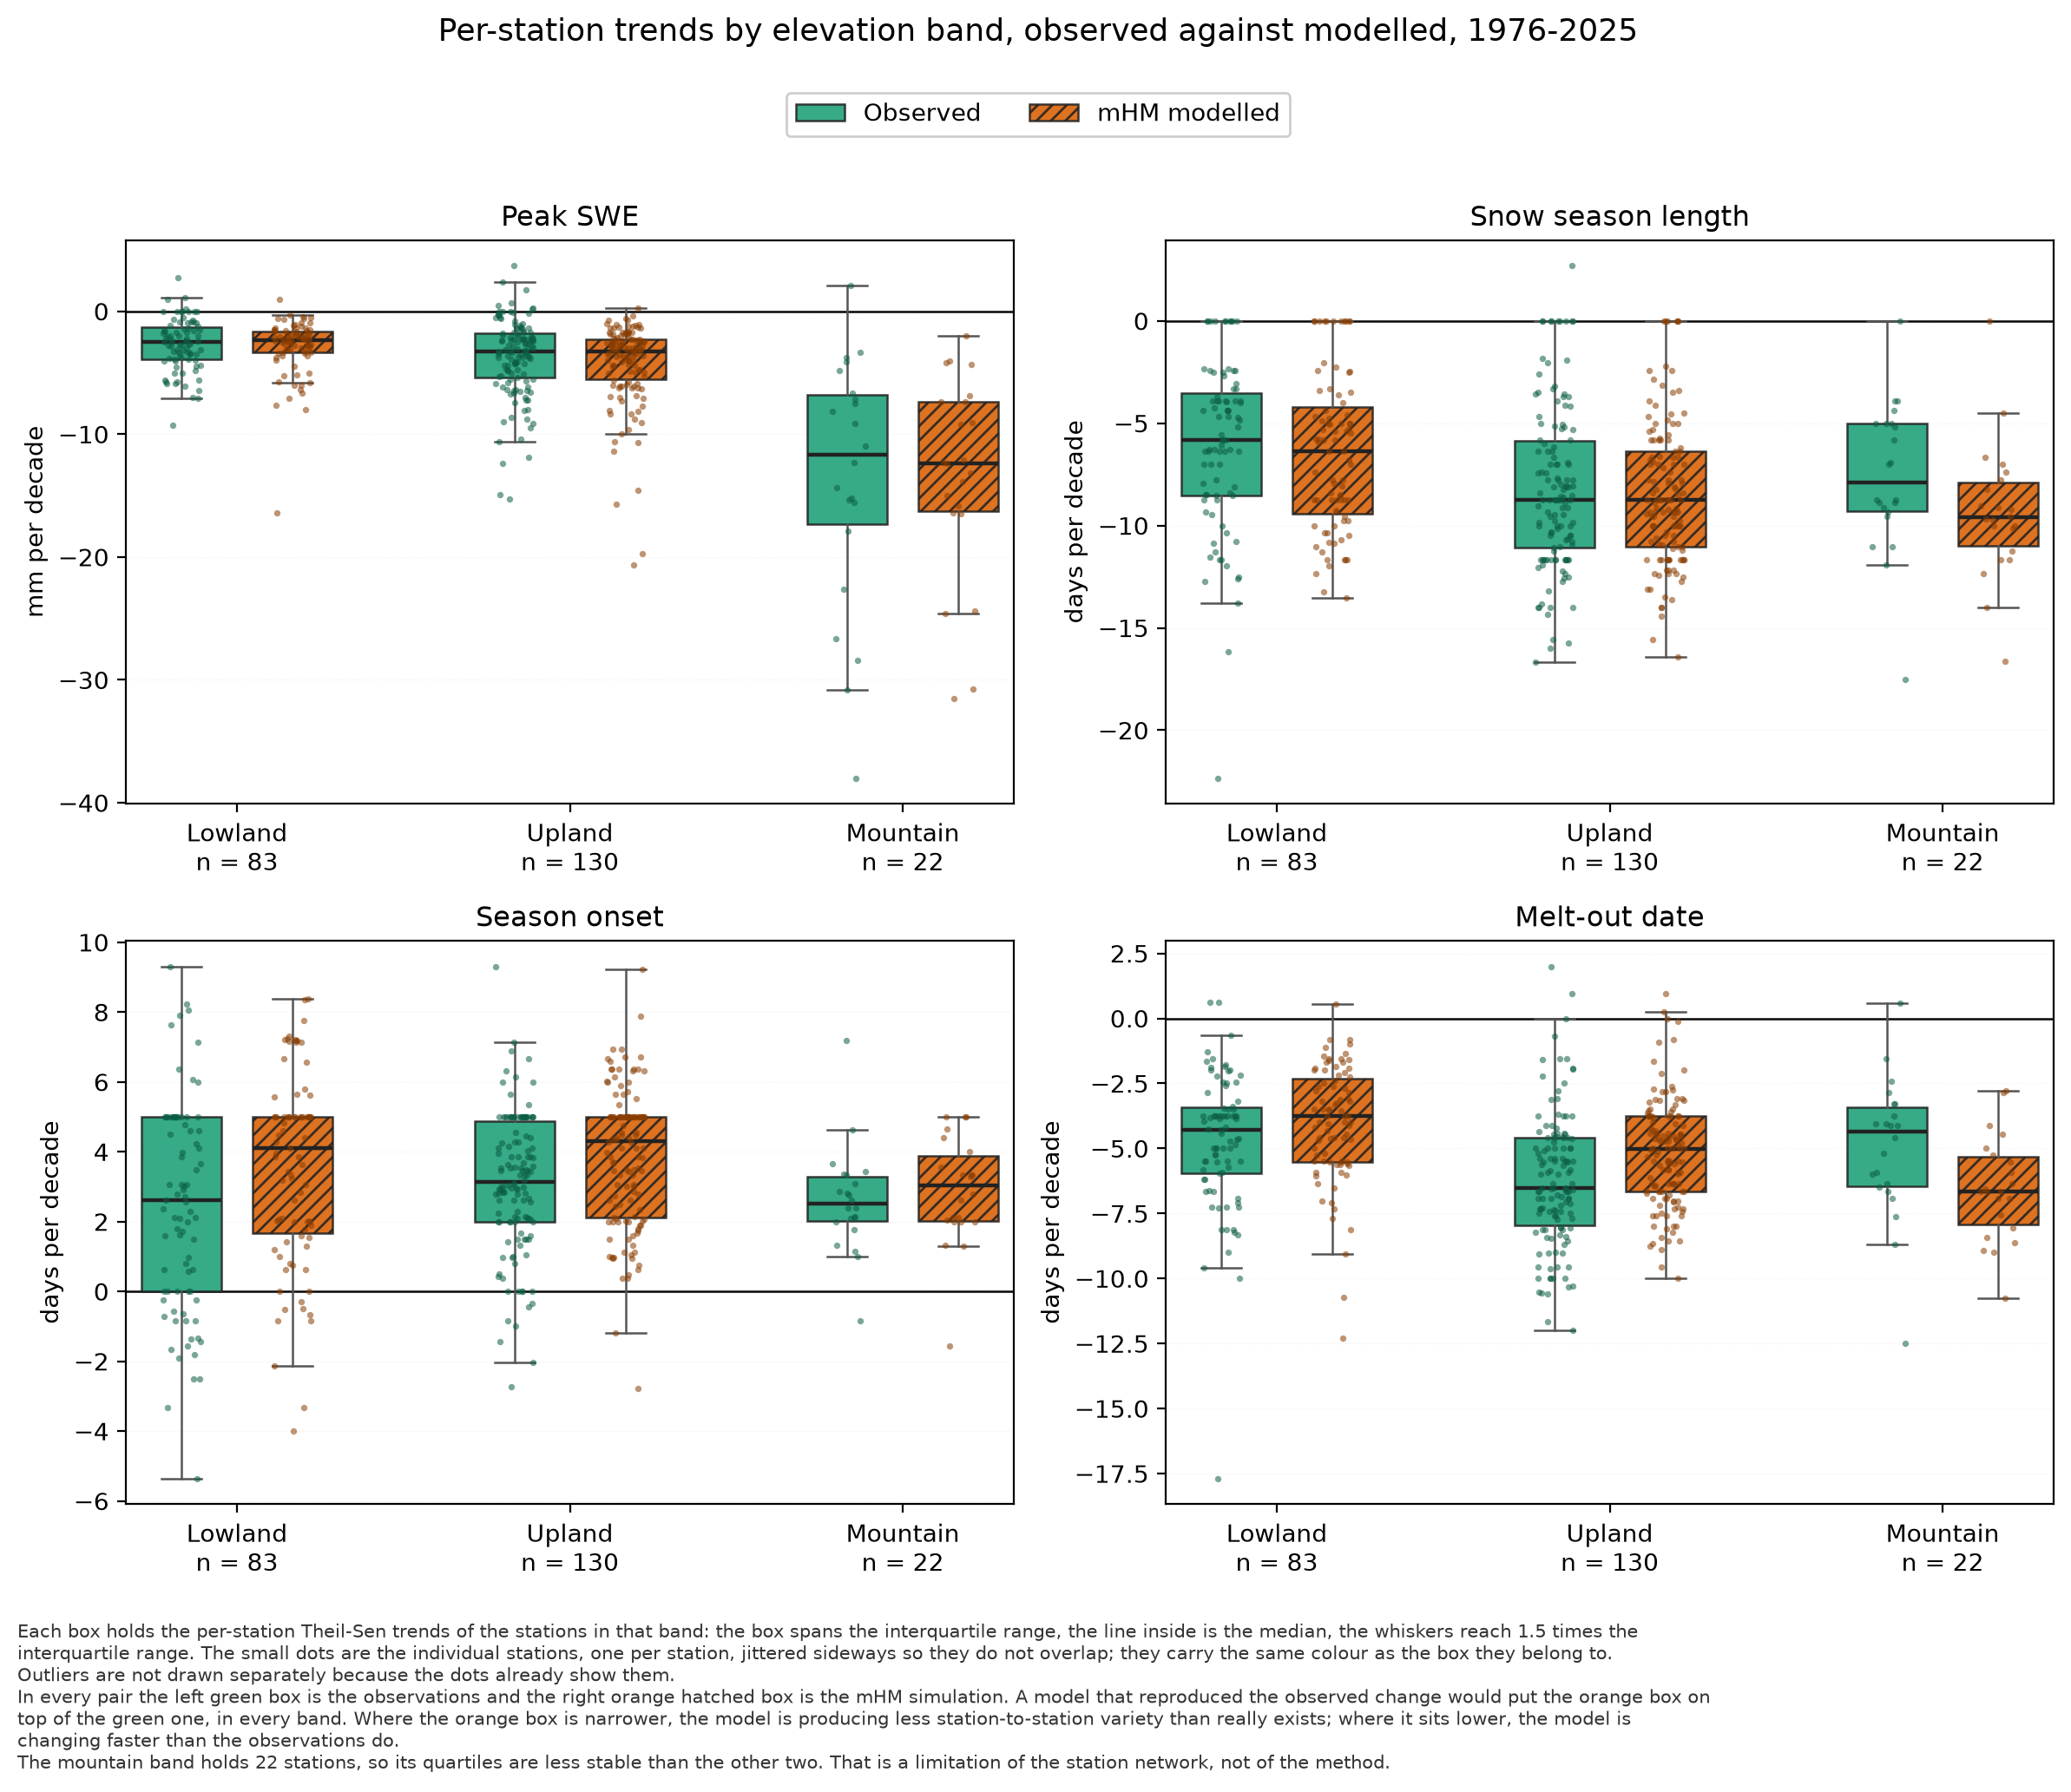 Per-station trends by elevation band, observed against modelled, 1976-2025
Observed
mHM modelled
Peak SWE
mm per decade
0
−10
−20
−30
−40
Lowland
n = 83
Upland
n = 130
Mountain
n = 22
Snow season length
days per decade
0
−5
−10
−15
−20
Lowland
n = 83
Upland
n = 130
Mountain
n = 22
Season onset
days per decade
10
8
6
4
2
0
−2
−4
−6
Lowland
n = 83
Upland
n = 130
Mountain
n = 22
Melt-out date
days per decade
2.5
0.0
−2.5
−5.0
−7.5
−10.0
−12.5
−15.0
−17.5
Lowland
n = 83
Upland
n = 130
Mountain
n = 22
Each box holds the per-station Theil-Sen trends of the stations in that band: the box spans the interquartile range, the line inside is the median, the whiskers reach 1.5 times the
interquartile range. The small dots are the individual stations, one per station, jittered sideways so they do not overlap; they carry the same colour as the box they belong to.
Outliers are not drawn separately because the dots already show them.
In every pair the left green box is the observations and the right orange hatched box is the mHM simulation. A model that reproduced the observed change would put the orange box on
top of the green one, in every band. Where the orange box is narrower, the model is producing less station-to-station variety than really exists; where it sits lower, the model is
changing faster than the observations do.
The mountain band holds 22 stations, so its quartiles are less stable than the other two. That is a limitation of the station network, not of the method.